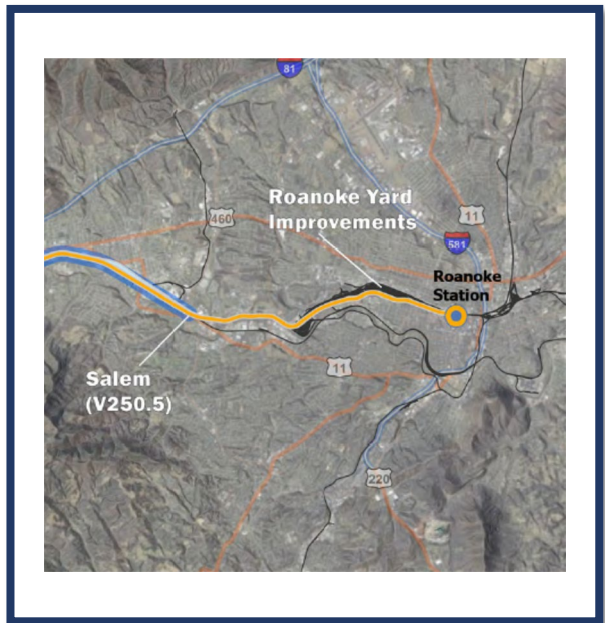 81
Roanoke Yard
Improvements
460
11
581
Roanoke
Station
11
Salem
(V250.5)
220